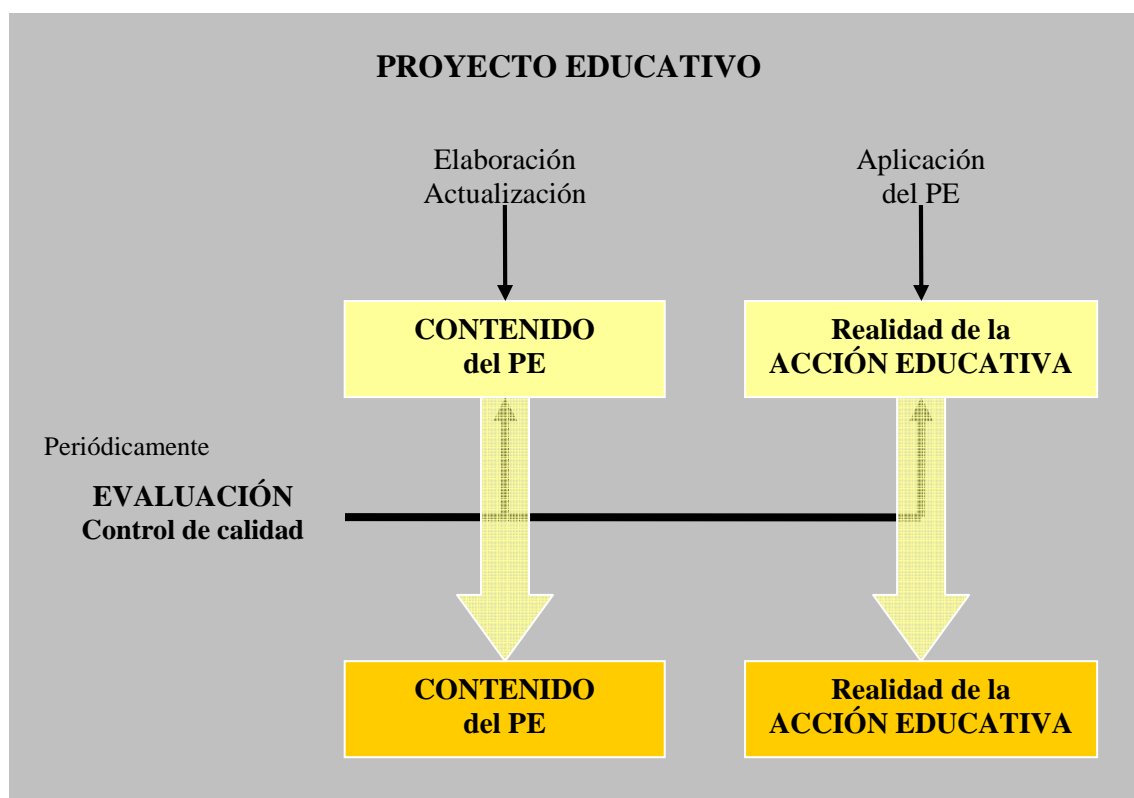 PROYECTO EDUCATIVO
Elaboración
Actualización
Aplicación
del PE
CONTENIDO
del PE
Realidad de la
ACCIÓN EDUCATIVA
Periódicamente
EVALUACIÓN
Control de calidad
CONTENIDO
del PE
Realidad de la
ACCIÓN EDUCATIVA